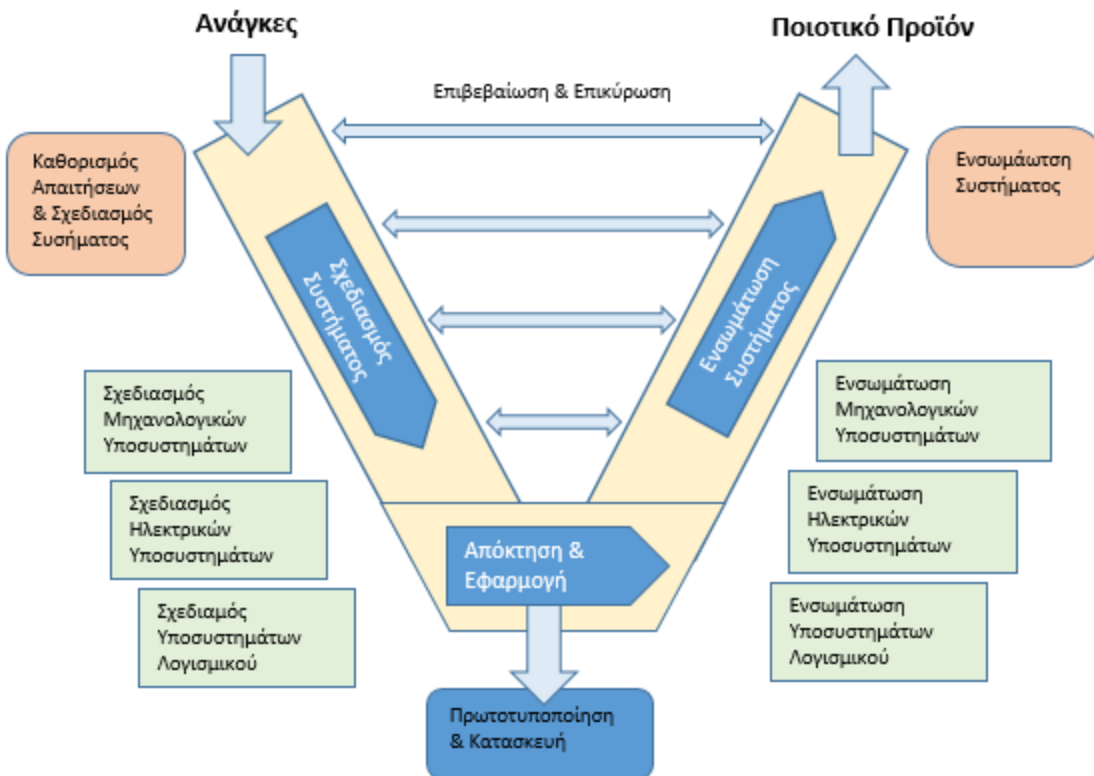 Ανάγκες
Ποιοτικό Προϊόν
Επιβεβαίωση & Επικύρωση
Καθορισμός
Απαιτήσεων
& Σχεδιασμός
Συσήματος
Ενσωμάωτση
Συστήματος
Σχεδιασμός
Συστήματος
Ενσωμάτωση
Συστήματος
Σχεδιασμός
Μηχανολογικών
Υποσυστημάτων
Ενσωμάτωση
Μηχανολογικών
Υποσυστημάτων
Σχεδιασμός
Ηλεκτρικών
Υποσυστημάτων
Ενσωμάτωση
Ηλεκτρικών
Υποσυστημάτων
Απόκτηση &
Εφαρμογή
Σχεδιαμός
Υποσυστημάτων
Λογισμικού
Ενσωμάτωση
Υποσυστημάτων
Λογισμικού
Πρωτοτυποποίηση
& Κατασκευή